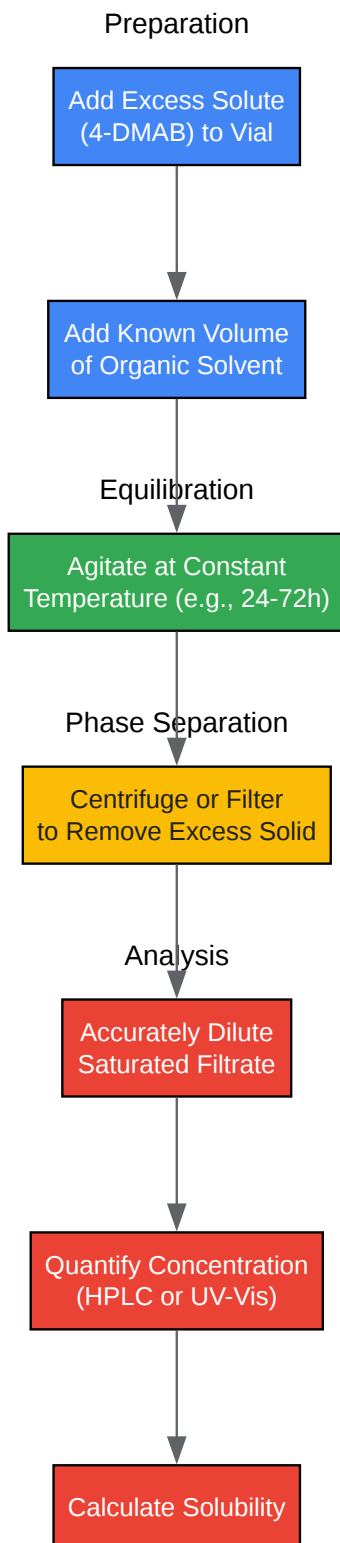 Preparation
Add Excess Solute
(4-DMAB) to Vial
Add Known Volume
of Organic Solvent
Equilibration
Agitate at Constant
Temperature (e.g., 24-72h)
Phase Separation
Centrifuge or Filter
to Remove Excess Solid
Analysis
Accurately Dilute
Saturated Filtrate
Quantify Concentration
(HPLC or UV-Vis)
Calculate Solubility